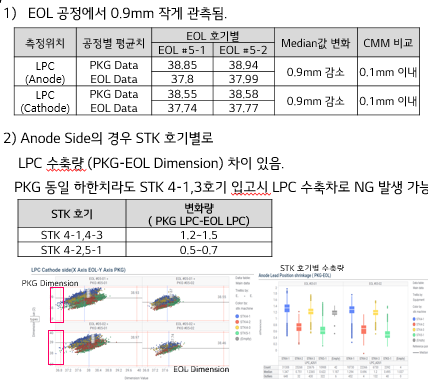 1) EOL 공정에서 0.9mm 작게 관측됨.
측정위치 공정별 평균치 EOL 호기별 Median값 변화 CMM 비교
EOL #5-1 EOL #5-2
LPC (Anode) PKG Data 38.85 38.94 0.9mm 감소 0.1mm 이내
EOL Data 37.8 37.99
LPC (Cathode) PKG Data 38.55 38,58 0.9mm 감소 0.1mm 이내
EOL Data 37.74 37.77
2) Anode Side의 경우 STK 호기별로
LPC 수축량 (PKG-EOL Dimension) 차이 있음.
PKG 동일 하한치라도 STK 4-1,3호기 입고시 LPC 수축차로 NG 발생 가능
STK 호기 변화량
( PKG LPC-EOL LPC)
STK 4-1,4-3 1.2-1.5
STK 4-2,5-1 0.5-0.7
LPC Cathode side(X Axis EOL-Y Axis PKG)
PKG Dimension
EOL Dimension
STK 호기별 수축량
Anode Lead Position shrinkage (PKG-EOL)